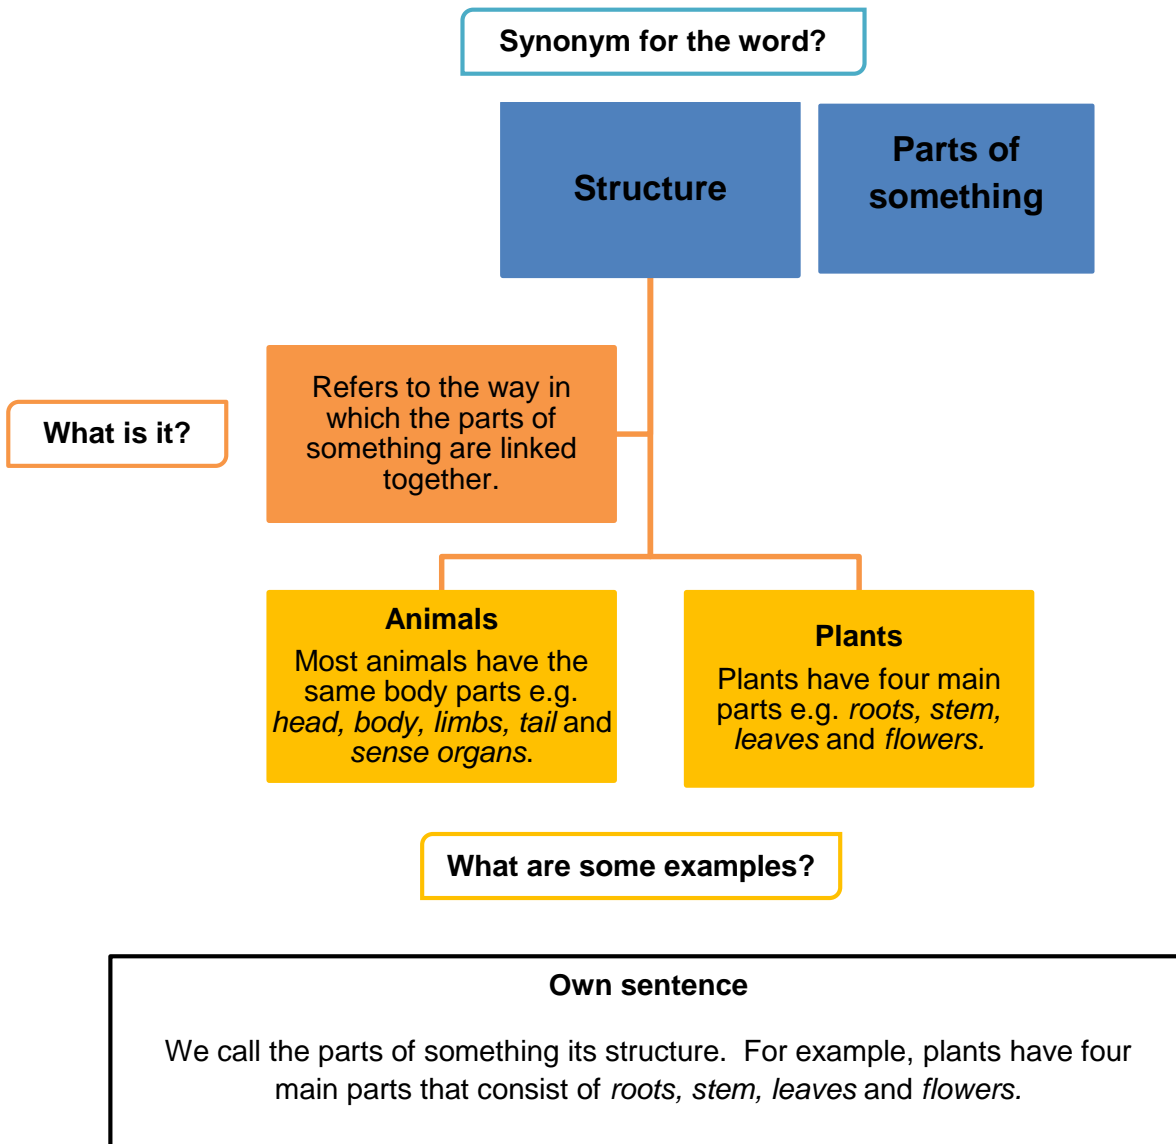 Synonym for the word?
Structure
Parts of
something
What is it?
Refers to the way in
which the parts of
something are linked
together.
Animals
Most animals have the
same body parts e.g.
head, body, limbs, tail and
sense organs.
Plants
Plants have four main
parts e.g. roots, stem,
leaves and flowers.
What are some examples?
Own sentence
We call the parts of something its structure.  For example, plants have four
main parts that consist of roots, stem, leaves and flowers.